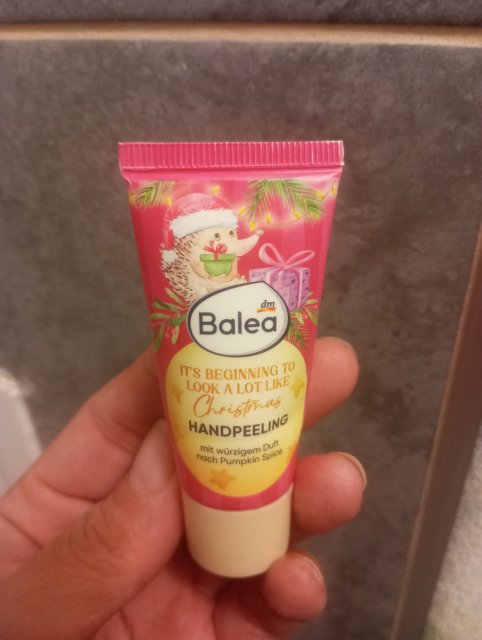 dm
Balea
IT'S BEGINNING TO
LOOK A LOT LIKE
Christmas
HANDPEELING
mit würzigem Duft
nach Pumpkin Spice